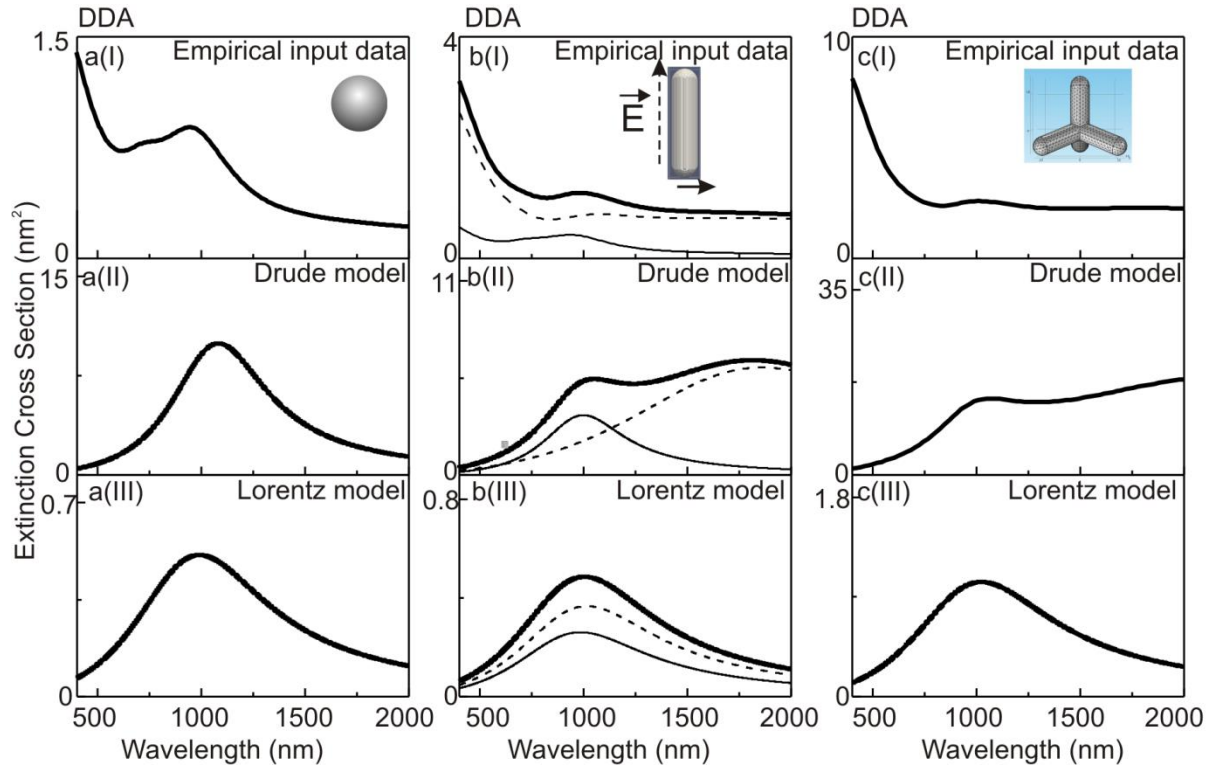 DDA
DDA
DDA
1.5
a(I)
Empirical input data
0
15
a(II)
Drude model
0
0.7
a(III)
Lorentz model
0
4
b(I)
Empirical input data
E
0
11
b(II)
Drude model
0
0.8
b(III)
Lorentz model
0
10
c(I)
Empirical input data
0
35
c(II)
Drude model
0
1.8
c(III)
Lorentz model
0
Extinction Cross Section (nm²)
500 1000 1500 2000
500 1000 1500 2000
500 1000 1500 2000
Wavelength (nm)
Wavelength (nm)
Wavelength (nm)